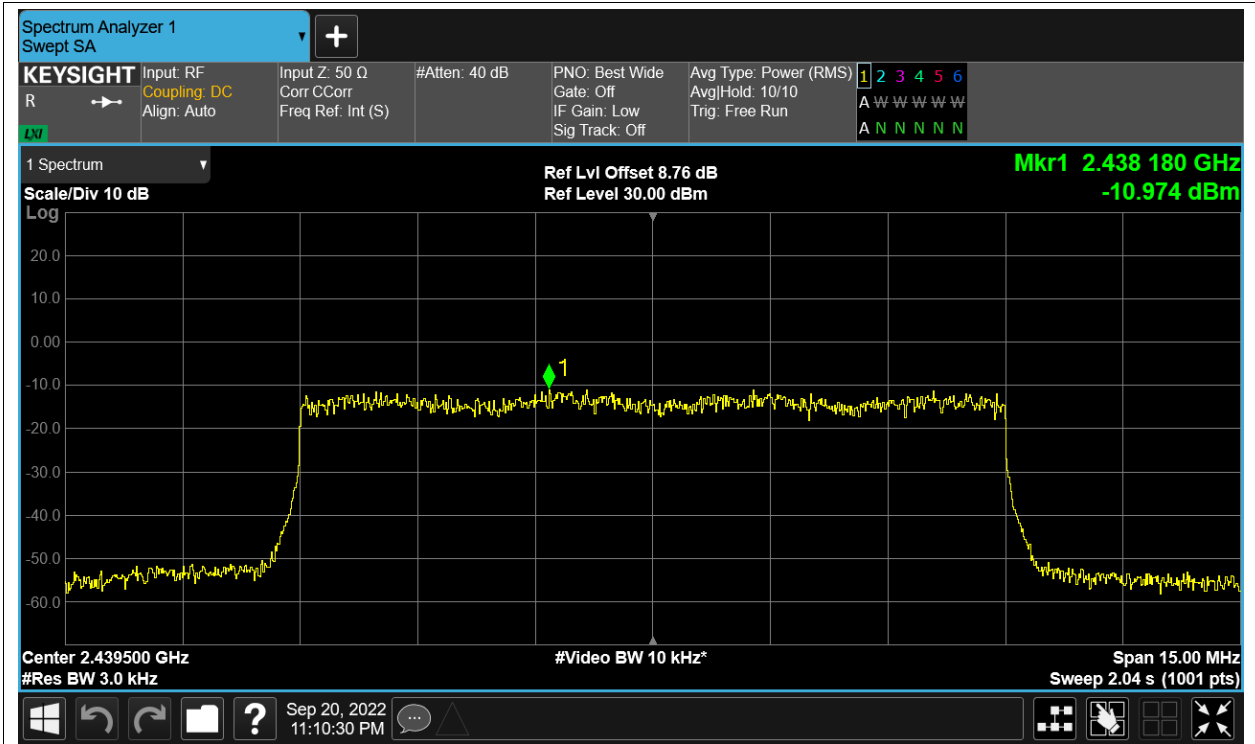 Spectrum Analyzer 1
Swept SA
KEYSIGHT
R
LXI
Input: RF
Coupling: DC
Align: Auto
Input Z: 50 Ω
Corr CCorr
Freq Ref: Int (S)
#Atten: 40 dB
PNO: Best Wide
Gate: Off
IF Gain: Low
Sig Track: Off
Avg Type: Power (RMS)
Avg|Hold: 10/10
Trig: Free Run
1 2 3 4 5 6
A W W W W W
A N N N N N
1 Spectrum
Scale/Div 10 dB
Log
Ref Lvl Offset 8.76 dB
Ref Level 30.00 dBm
Mkr1 2.438 180 GHz
-10.974 dBm
20.0
10.0
0.00
-10.0
-20.0
-30.0
-40.0
-50.0
-60.0
1
Center 2.439500 GHz
#Res BW 3.0 kHz
#Video BW 10 kHz*
Span 15.00 MHz
Sweep 2.04 s (1001 pts)
?
Sep 20, 2022
11:10:30 PM